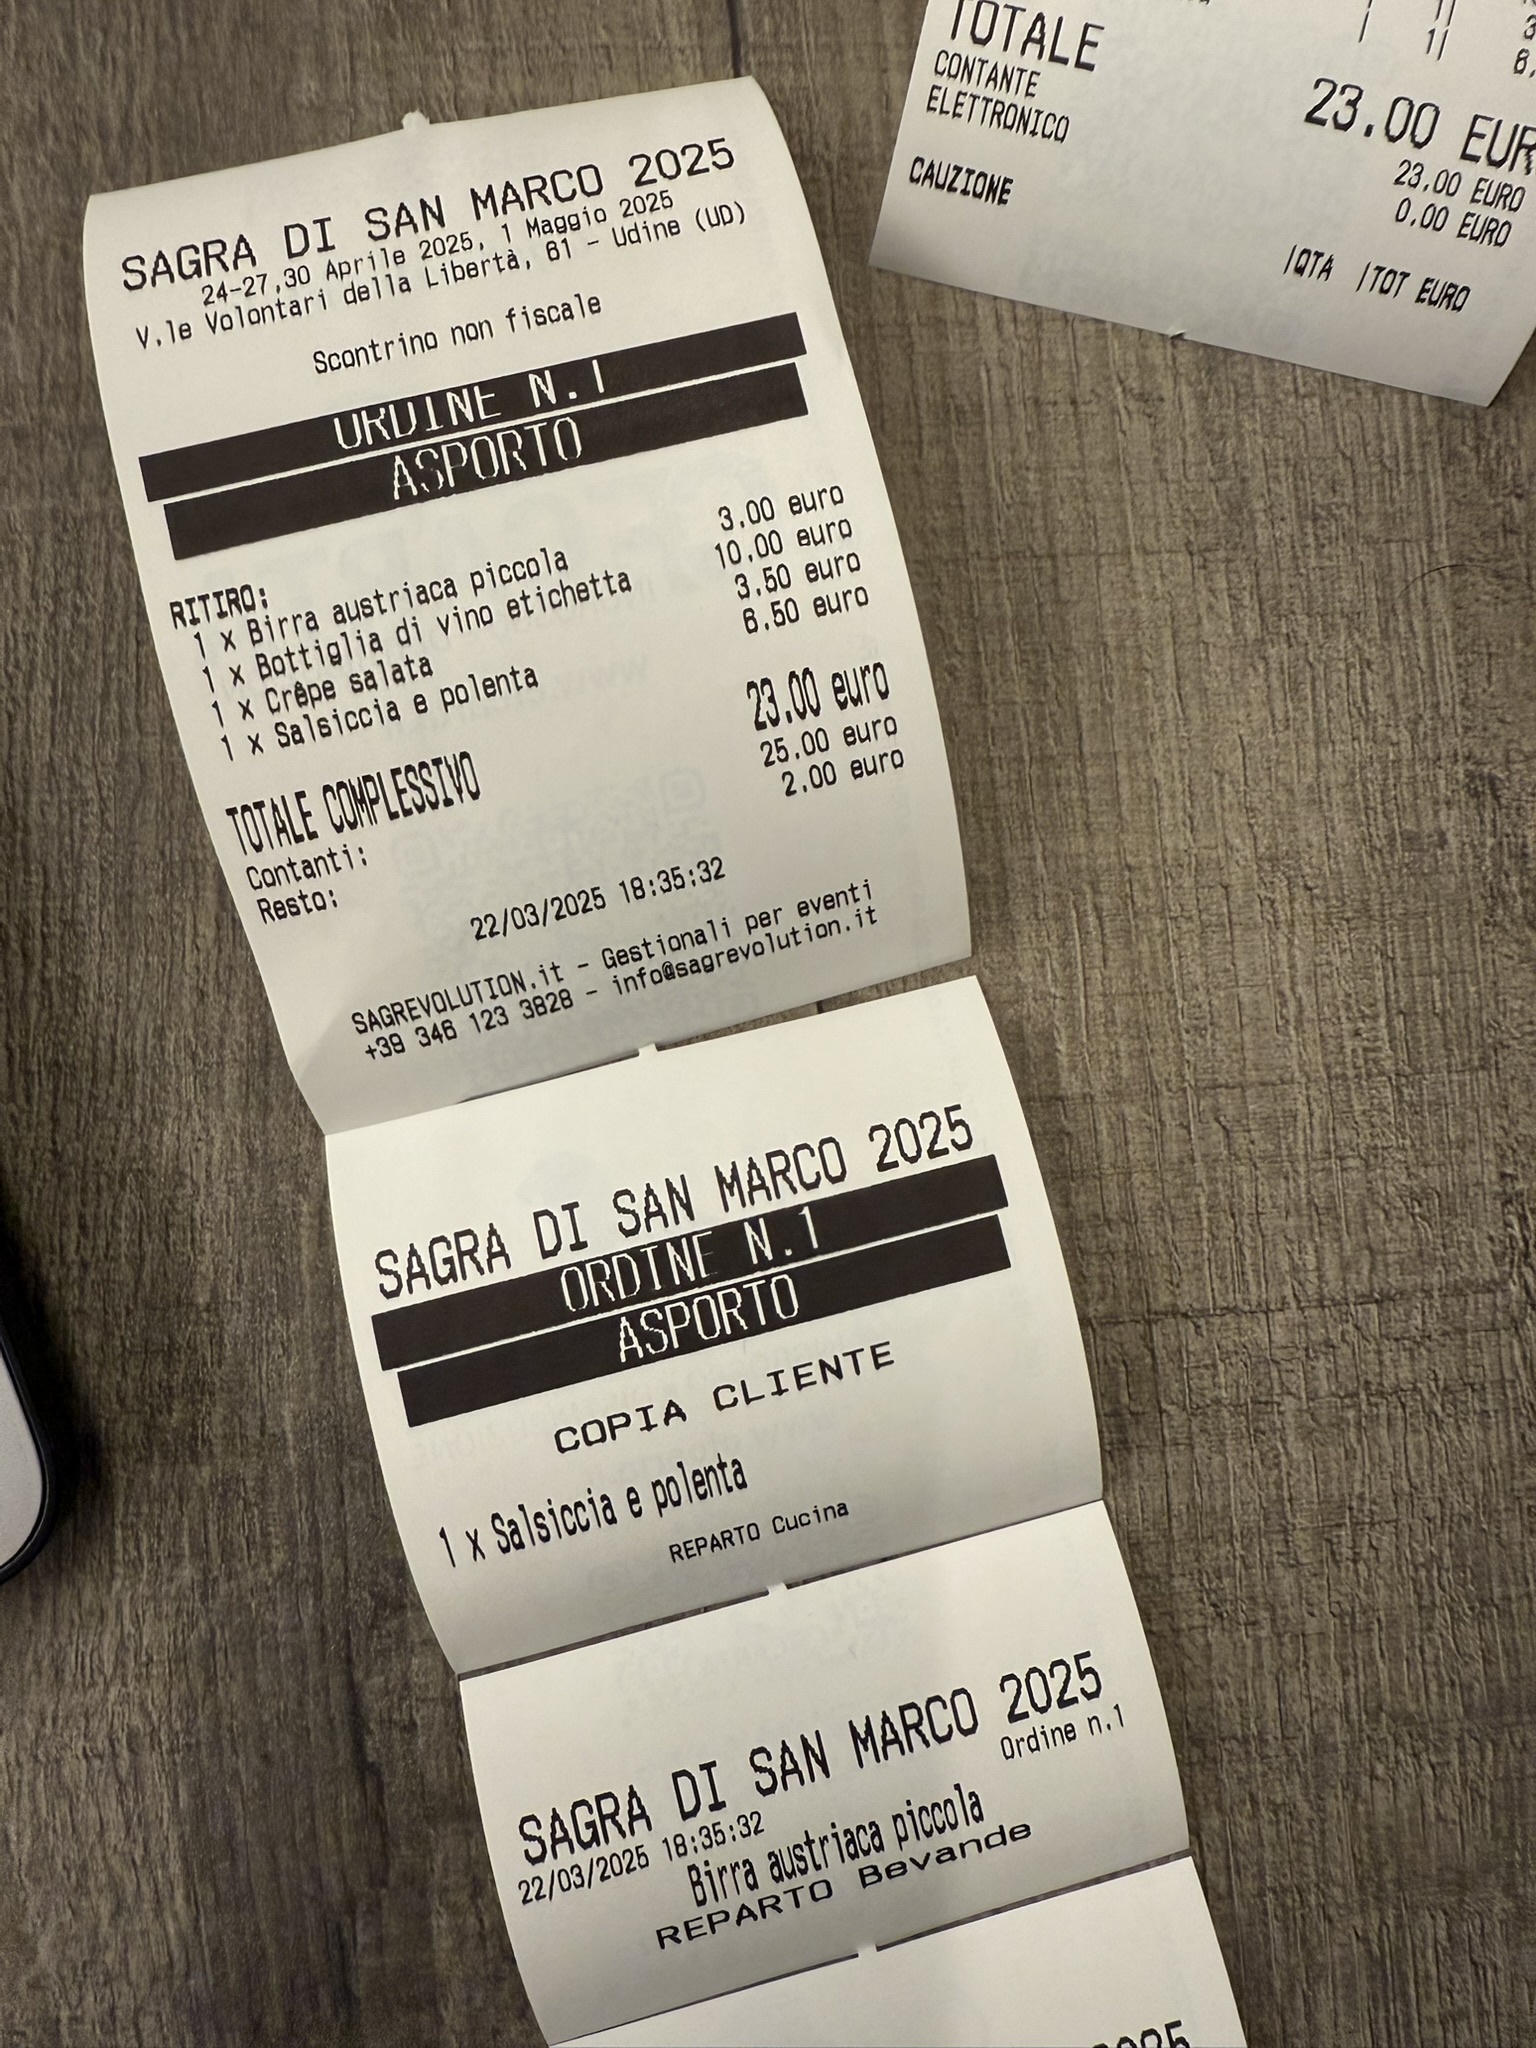 SAGRA DI SAN MARCO 2025
24-27,30 Aprile 2025, 1 Maggio 2025
V.le Volontari della Libertà, 61 - Udine (UD)
Scontrino non fiscale
ORDINE N.1
ASPORTO
RITIRO:
1 x Birra austriaca piccola 3.00 euro
1 x Bottiglia di vino etichetta 10.00 euro
1 x Crêpe salata 3.50 euro
1 x Salsiccia e polenta 6.50 euro
TOTALE COMPLESSIVO 23.00 euro
Contanti: 25.00 euro
Resto: 2.00 euro
22/03/2025 18:35:32
SAGREVOLUTION.it - Gestionali per eventi
+39 346 123 3828 - info@sagrevolution.it
SAGRA DI SAN MARCO 2025
ORDINE N.1
ASPORTO
COPIA CLIENTE
1 x Salsiccia e polenta
REPARTO Cucina
SAGRA DI SAN MARCO 2025
22/03/2025 18:35:32 Ordine n.1
Birra austriaca piccola
REPARTO Bevande
2025
TOTALE 23.00 EUR
CONTANTE 23.00 EURO
ELETTRONICO 0.00 EURO
CAUZIONE |QTA |TOT EURO